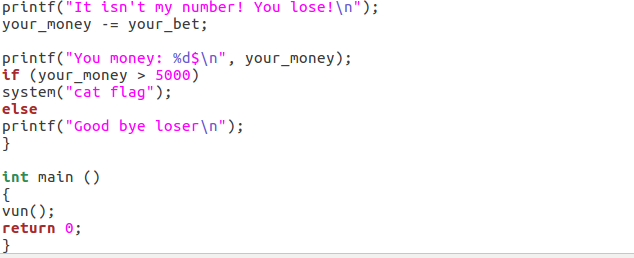 printf("It isn't my number! You lose!\n");
your_money -= your_bet;
printf("You money: %d$\n", your_money);
if (your_money > 5000)
system("cat flag");
else
printf("Good bye loser\n");
}
int main ()
{
vun();
return 0;
}